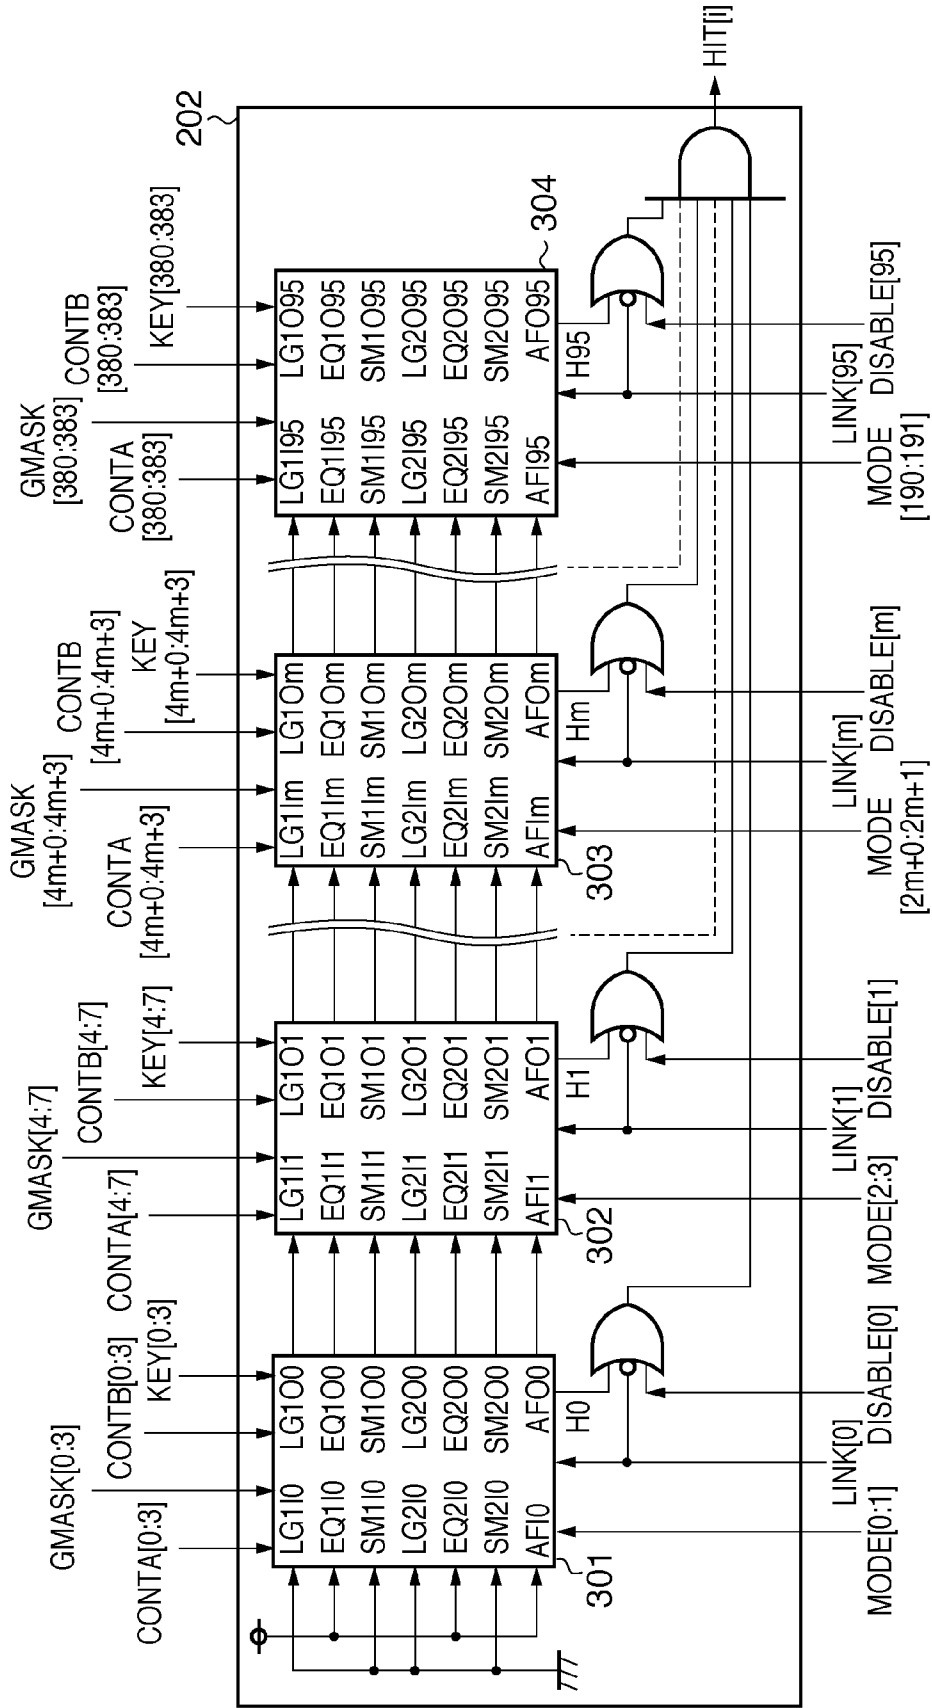 202
HIT[i]
GMASK[0:3]
CONTA[0:3]
CONTB[0:3]
KEY[0:3]
GMASK[4:7]
CONTA[4:7]
CONTB[4:7]
KEY[4:7]
GMASK
[4m+0:4m+3]
CONTA
[4m+0:4m+3]
CONTB
[4m+0:4m+3]
KEY
[4m+0:4m+3]
GMASK
[380:383]
CONTA
[380:383]
CONTB
[380:383]
KEY[380:383]
LG1I0 LG1O0
EQ1I0 EQ1O0
SM1I0 SM1O0
LG2I0 LG2O0
EQ2I0 EQ2O0
SM2I0 SM2O0
AFI0 AFO0
301
H0
LG1I1 LG1O1
EQ1I1 EQ1O1
SM1I1 SM1O1
LG2I1 LG2O1
EQ2I1 EQ2O1
SM2I1 SM2O1
AFI1 AFO1
302
H1
LG1Im LG1Om
EQ1Im EQ1Om
SM1Im SM1Om
LG2Im LG2Om
EQ2Im EQ2Om
SM2Im SM2Om
AFIm AFOm
303
Hm
LG1I95 LG1O95
EQ1I95 EQ1O95
SM1I95 SM1O95
LG2I95 LG2O95
EQ2I95 EQ2O95
SM2I95 SM2O95
AFI95 AFO95
304
H95
MODE[0:1]
LINK[0]
DISABLE[0]
MODE[2:3]
LINK[1]
DISABLE[1]
MODE
[2m+0:2m+1]
LINK[m]
DISABLE[m]
MODE
[190:191]
LINK[95]
DISABLE[95]